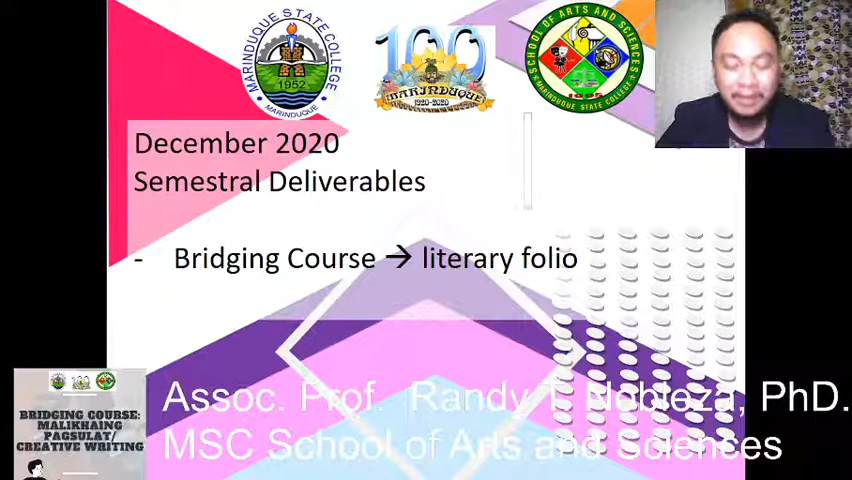 MARINDUQUE STATE COLLEGE
1952
MARINDUQUE
100
MARINDUQUE
1920-2020
SCHOOL OF ARTS AND SCIENCES
MARINDUQUE STATE COLLEGE
1995
December 2020
Semestral Deliverables
- Bridging Course → literary folio
BRIDGING COURSE:
MALIKHAING
PAGSULAT/
CREATIVE WRITING
Assoc. Prof. Randy T. Nobleza, PhD.
MSC School of Arts and Sciences